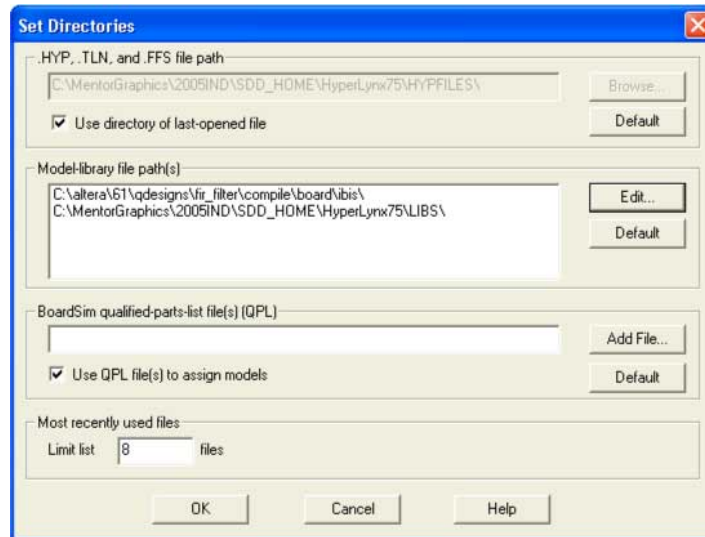 Set Directories
.HYP, .TLN, and .FFS file path
C:\MentorGraphics\2005IND\SDD_HOME\HyperLynx75\HYPFILES\
Browse...
Use directory of last-opened file
Default
Model-library file path(s)
C:\altera\61\qdesigns\fir_filter\compile\board\ibis\
C:\MentorGraphics\2005IND\SDD_HOME\HyperLynx75\LIBS\
Edit...
Default
BoardSim qualified-parts-list file(s) (QPL)
Add File...
Use QPL file(s) to assign models
Default
Most recently used files
Limit list 8 files
OK Cancel Help